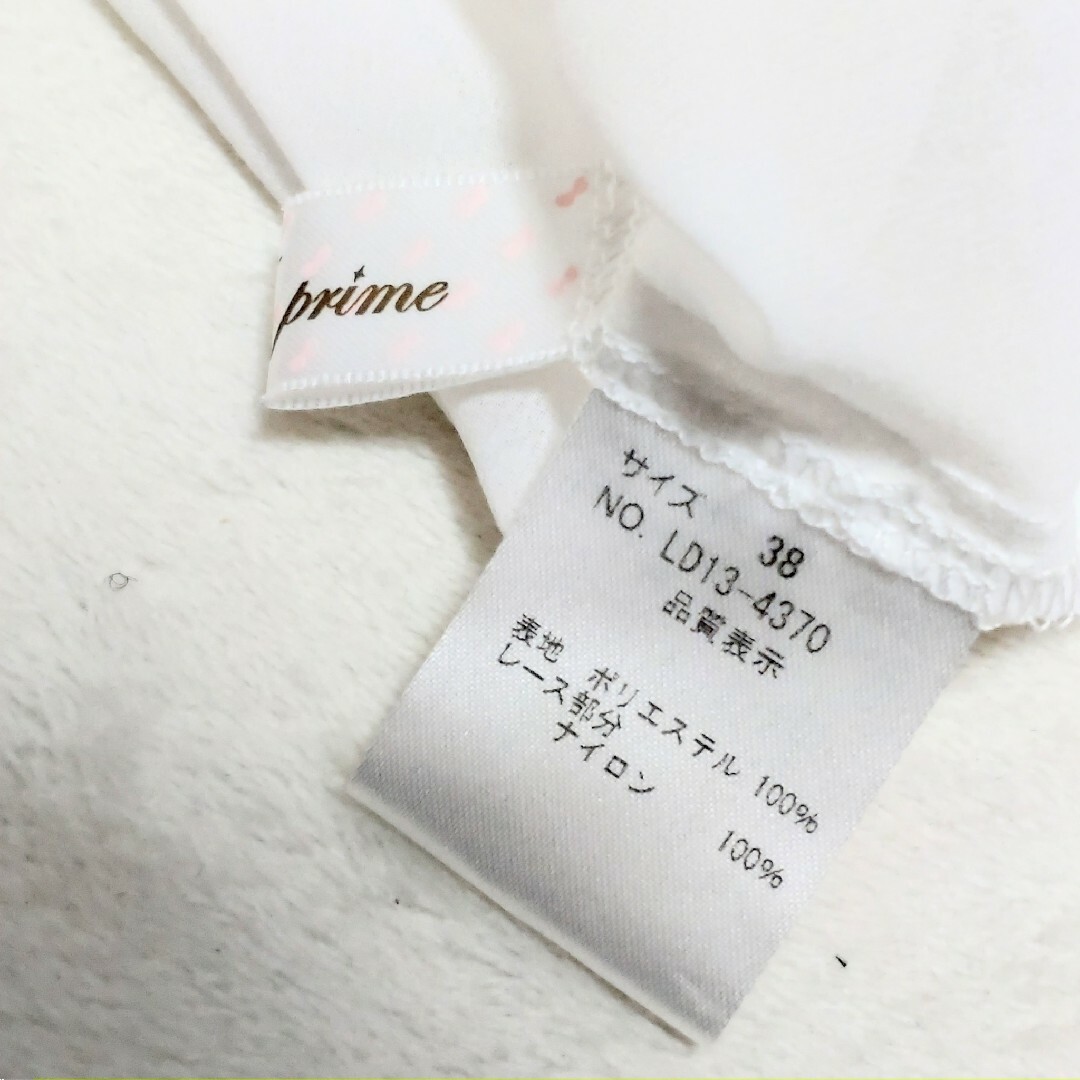 prime
サイズ 38
NO. LD13-4370
品質表示
表地 ポリエステル 100%
レース部分
ナイロン 100%